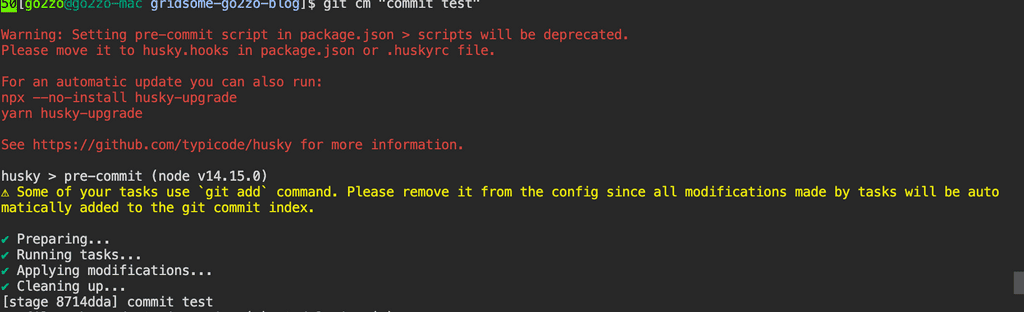 50[go2zo@go2zo-mac gridsome-go2zo-blog]$ git cm "commit test"
Warning: Setting pre-commit script in package.json > scripts will be deprecated.
Please move it to husky.hooks in package.json or .huskyrc file.
For an automatic update you can also run:
npx --no-install husky-upgrade
yarn husky-upgrade
See https://github.com/typicode/husky for more information.
husky > pre-commit (node v14.15.0)
⚠ Some of your tasks use `git add` command. Please remove it from the config since all modifications made by tasks will be auto
matically added to the git commit index.
✔ Preparing...
✔ Running tasks...
✔ Applying modifications...
✔ Cleaning up...
[stage 8714dda] commit test